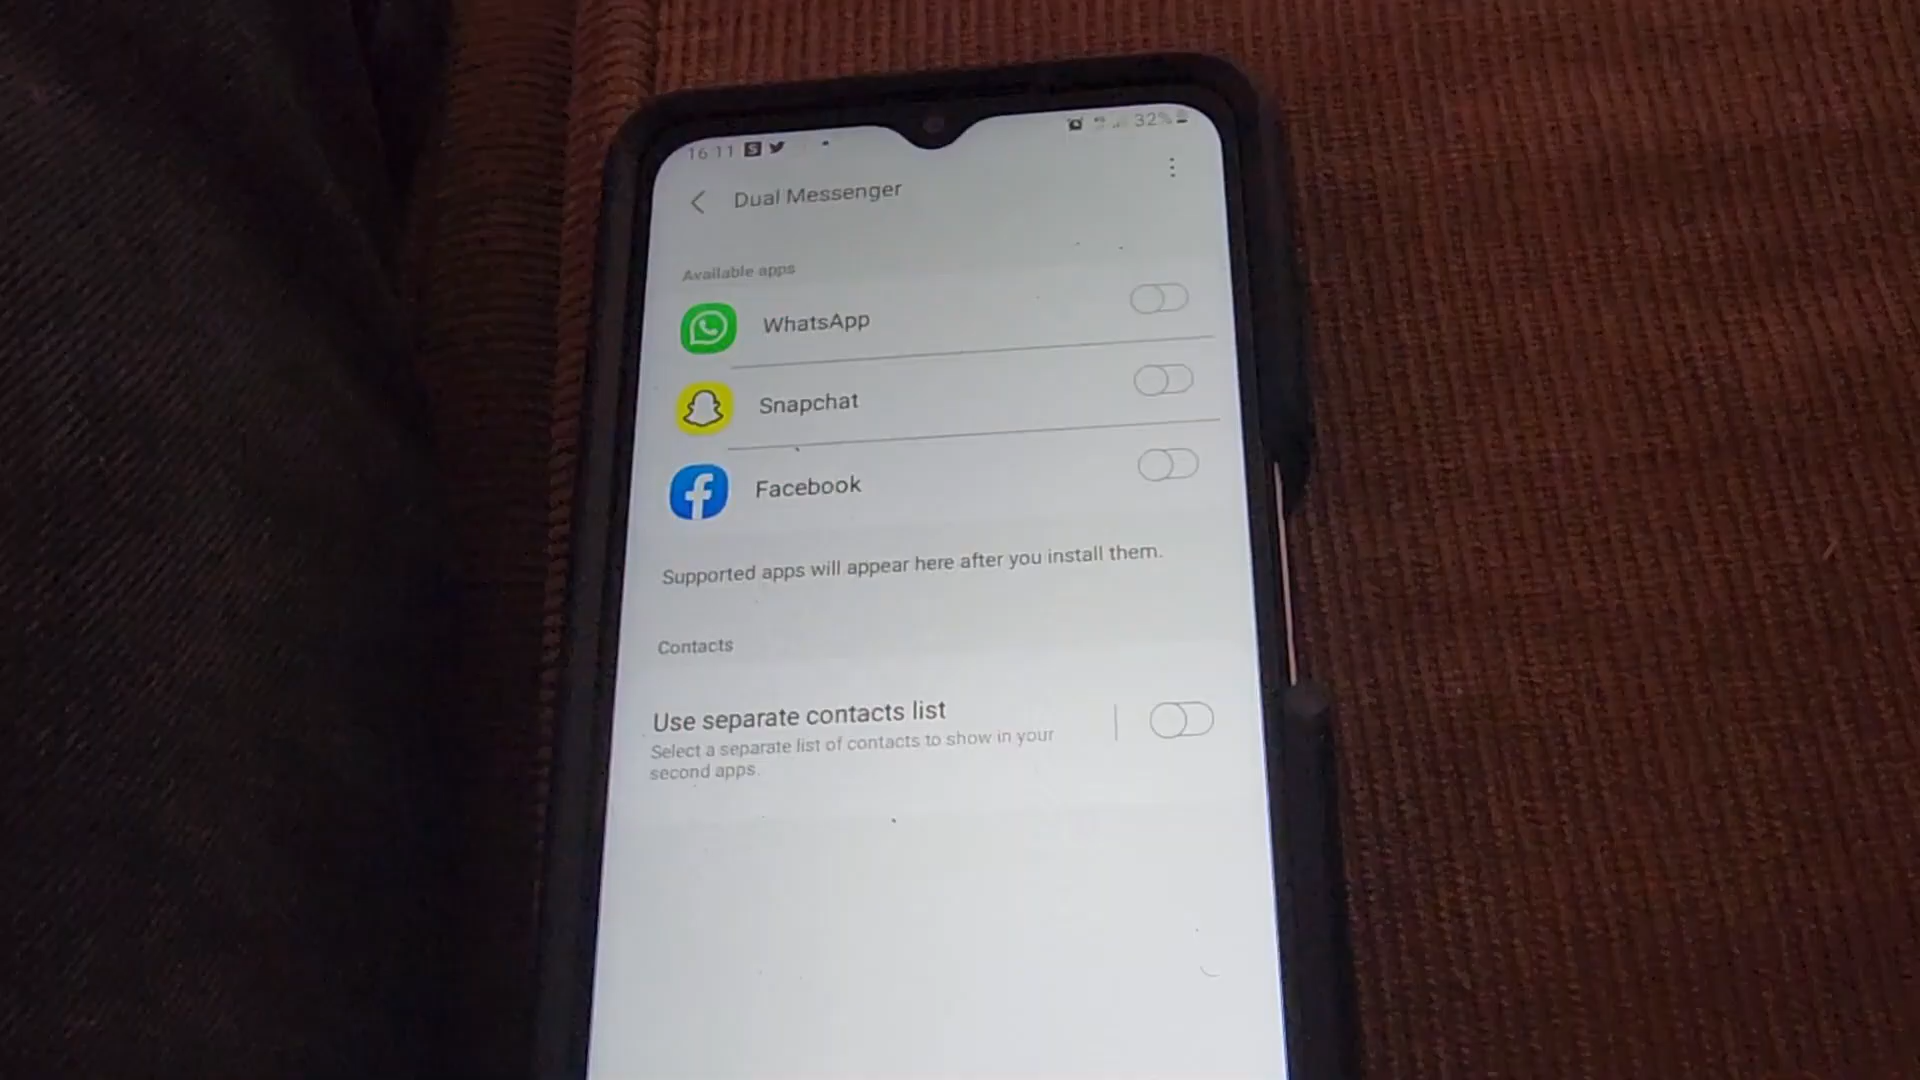 16 11
32%
Dual Messenger
Available apps
WhatsApp
Snapchat
Facebook
Supported apps will appear here after you install them.
Contacts
Use separate contacts list
Select a separate list of contacts to show in your
second apps.